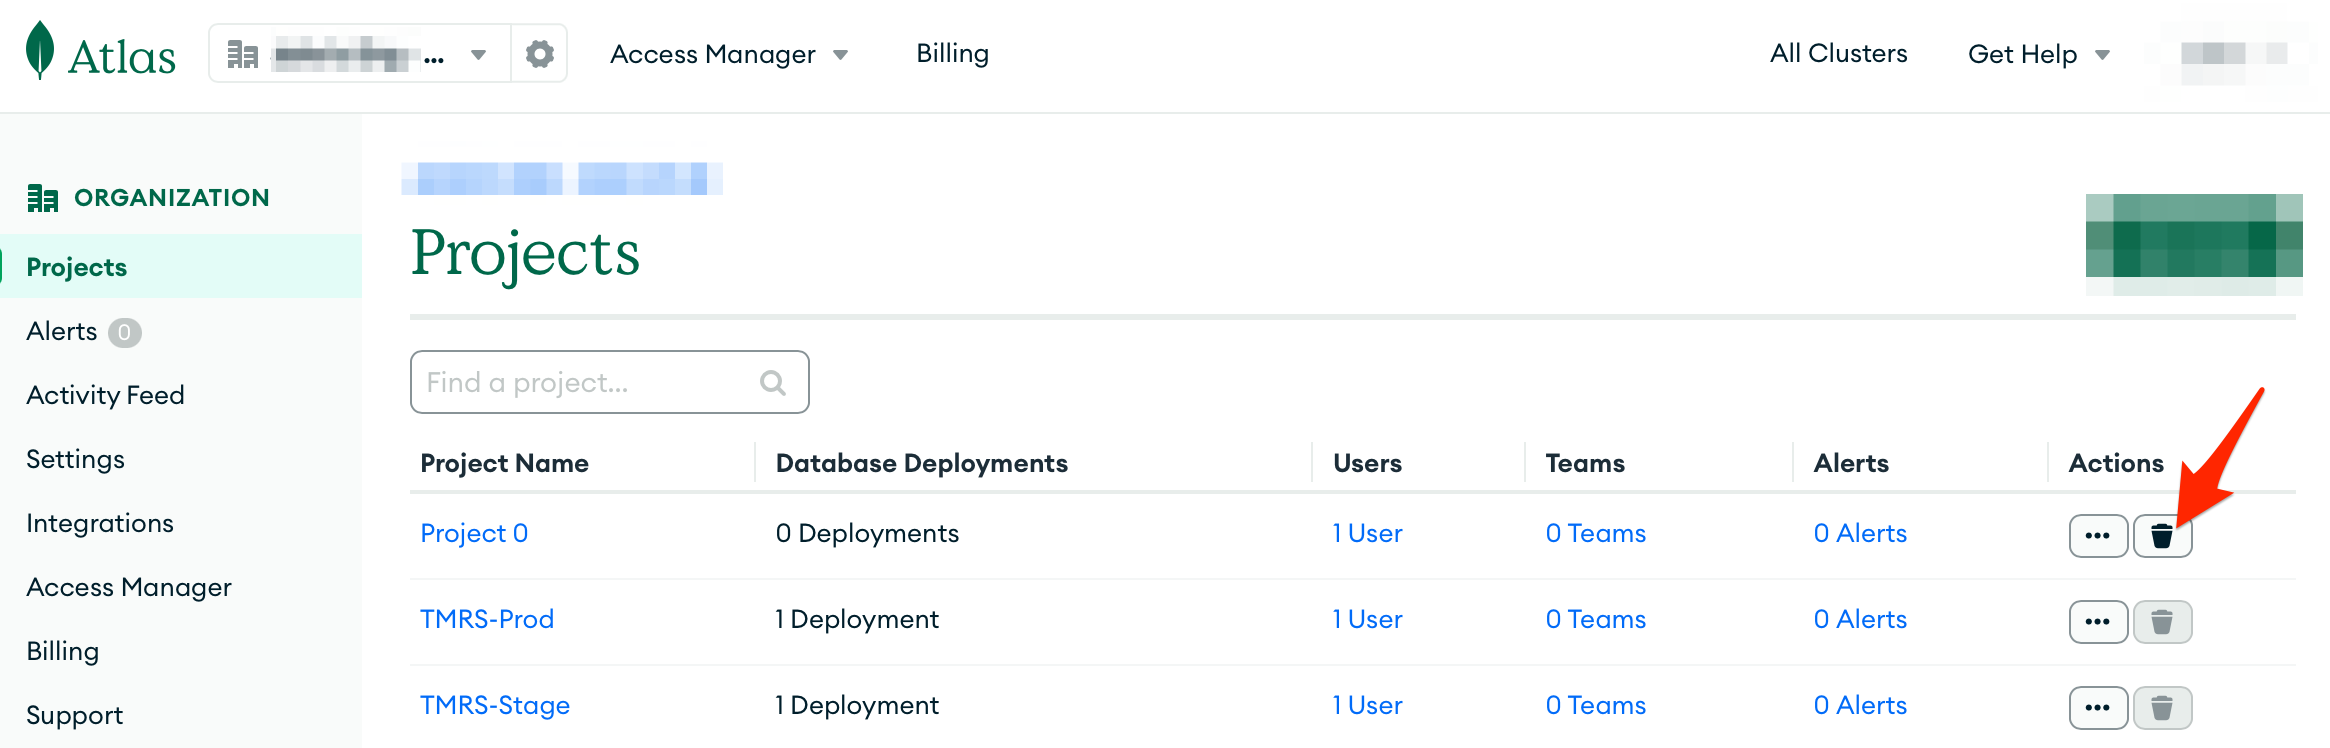 Atlas ... Access Manager Billing All Clusters Get Help
ORGANIZATION
Projects
Alerts 0
Activity Feed
Settings
Integrations
Access Manager
Billing
Support
Projects
Find a project...
Project Name Database Deployments Users Teams Alerts Actions
Project 0 0 Deployments 1 User 0 Teams 0 Alerts
TMRS-Prod 1 Deployment 1 User 0 Teams 0 Alerts
TMRS-Stage 1 Deployment 1 User 0 Teams 0 Alerts